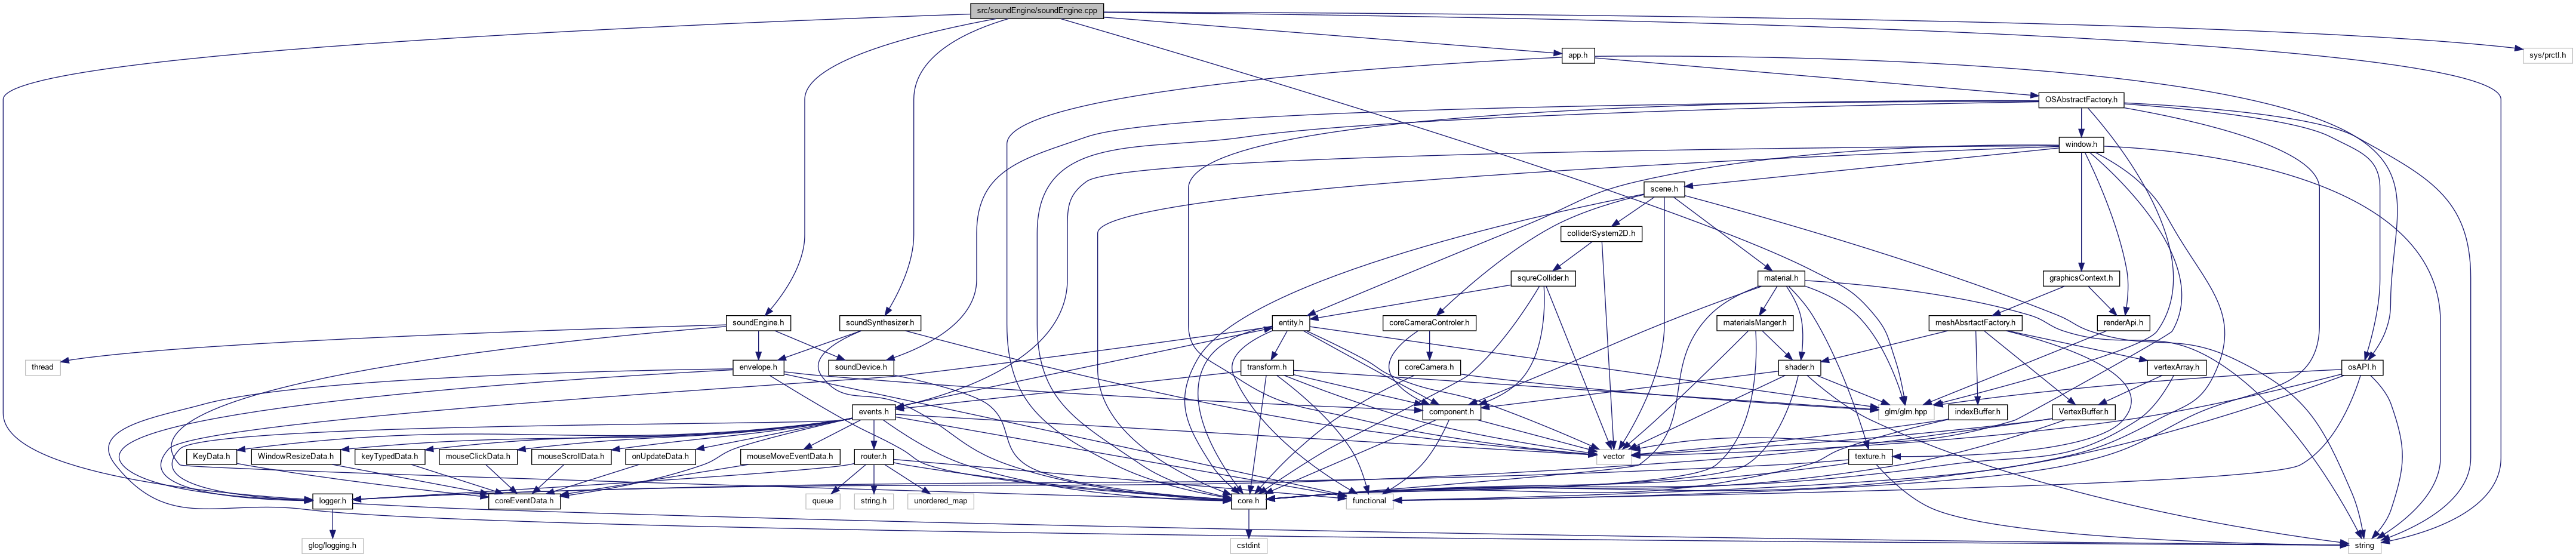 src/soundEngine/soundEngine.cpp
app.h
sys/prctl.h
OSAbstractFactory.h
window.h
scene.h
colliderSystem2D.h
squreCollider.h
material.h
graphicsContext.h
soundEngine.h
soundSynthesizer.h
entity.h
coreCameraControler.h
materialsManger.h
meshAbsrtactFactory.h
renderApi.h
thread
envelope.h
soundDevice.h
transform.h
coreCamera.h
shader.h
vertexArray.h
osAPI.h
events.h
component.h
glm/glm.hpp
indexBuffer.h
VertexBuffer.h
KeyData.h
WindowResizeData.h
keyTypedData.h
mouseClickData.h
mouseScrollData.h
onUpdateData.h
mouseMoveEventData.h
router.h
vector
texture.h
logger.h
coreEventData.h
queue
string.h
unordered_map
core.h
functional
glog/logging.h
cstdint
string